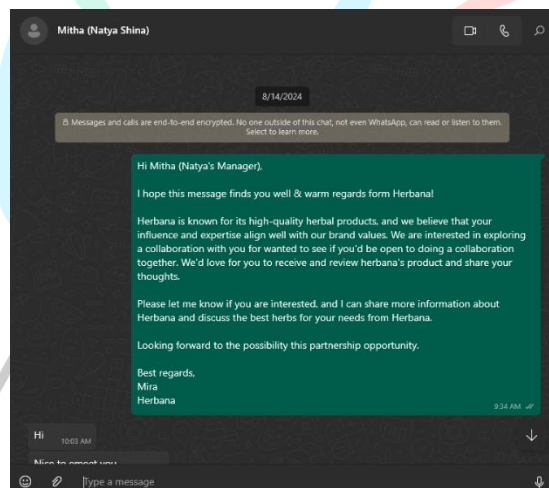 Mitha (Natya Shina)
8/14/2024
Messages and calls are end-to-end encrypted. No one outside of this chat, not even WhatsApp, can read or listen to them.
Select to learn more.
Hi Mitha (Natya's Manager),
I hope this message finds you well & warm regards form Herbana!
Herbana is known for its high-quality herbal products, and we believe that your
influence and expertise align well with our brand values. We are interested in exploring
a collaboration with you for wanted to see if you'd be open to doing a collaboration
together. We'd love for you to receive and review herbana's product and share your
thoughts.
Please let me know if you are interested, and I can share more information about
Herbana and discuss the best herbs for your needs from Herbana.
Looking forward to the possibility this partnership opportunity.
Best regards,
Mira
Herbana
9:34 AM
Hi
10:03 AM
Nice to emeet you
Type a message